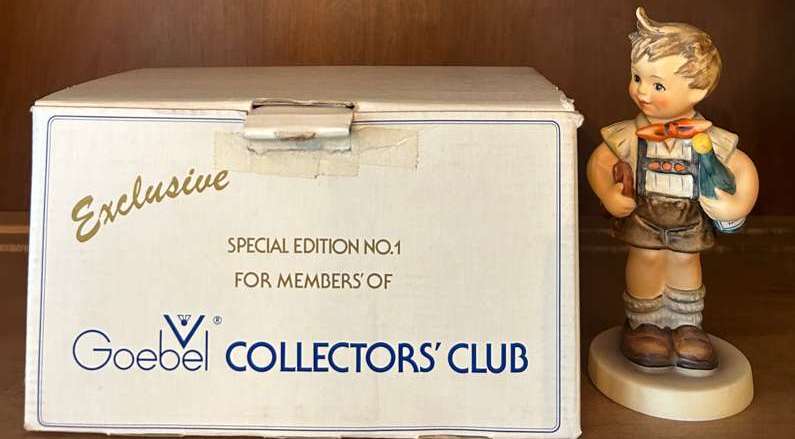 Exclusive
SPECIAL EDITION NO.1
FOR MEMBERS' OF
Goebel ® COLLECTORS' CLUB